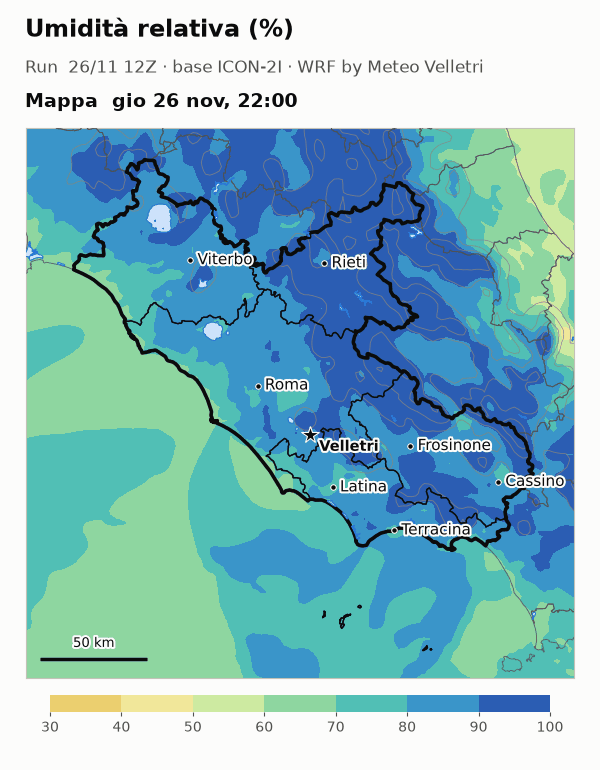 Umidità relativa (%)
Run 26/11 12Z · base ICON-2I · WRF by Meteo Velletri
Mappa gio 26 nov, 22:00
Viterbo
Rieti
Roma
Velletri
Frosinone
Latina
Cassino
Terracina
50 km
30 40 50 60 70 80 90 100